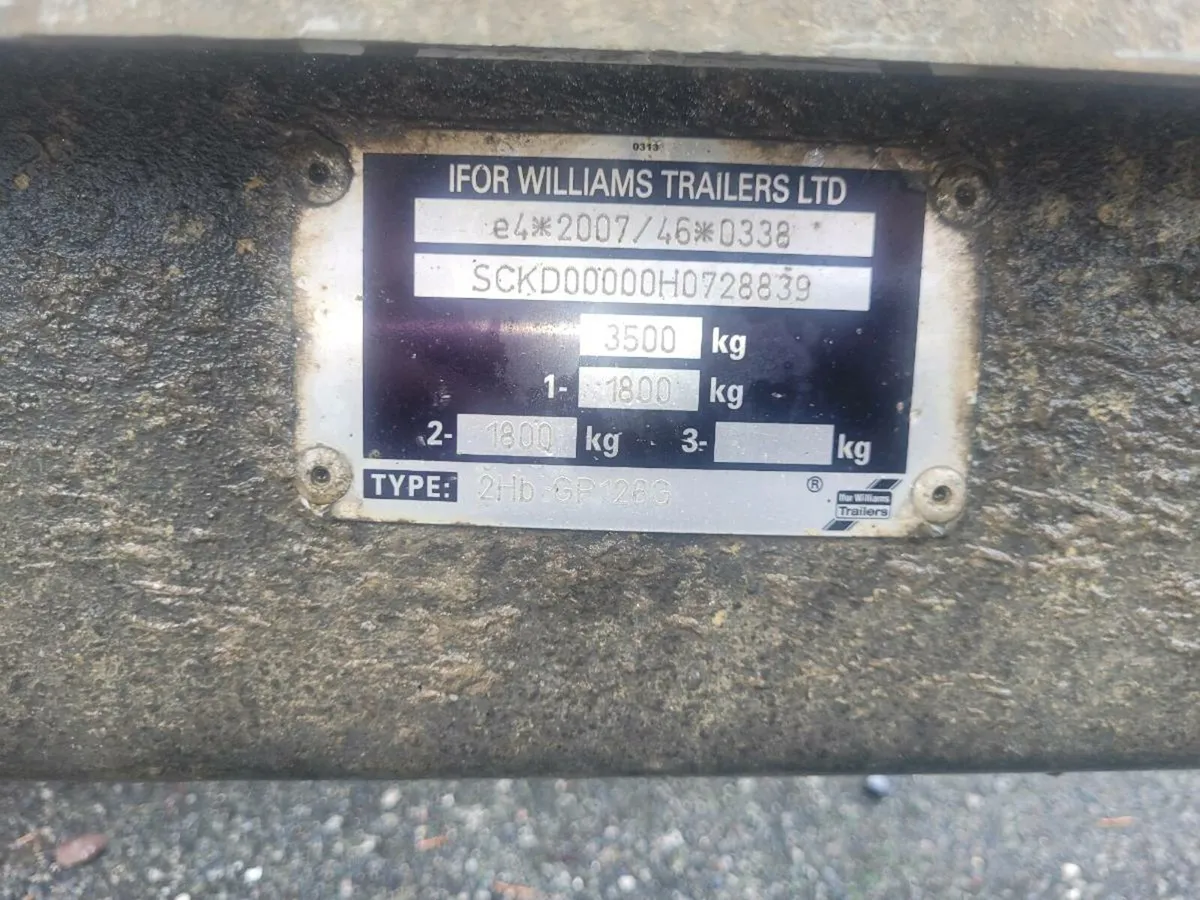 0313
IFOR WILLIAMS TRAILERS LTD
e4*2007/46*0338
SCKD00000H0728839
3500 kg
1- 1800 kg
2- 1800 kg 3- kg
TYPE: 2Hb GP126G ®
Ifor Williams
Trailers